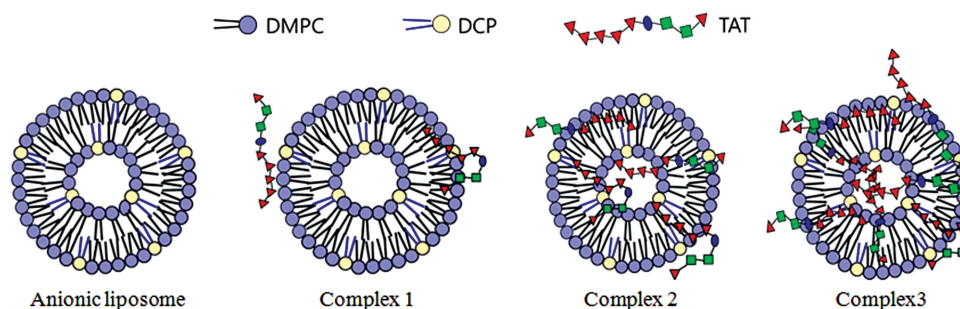 DMPC DCP TAT
Anionic liposome Complex 1 Complex 2 Complex3